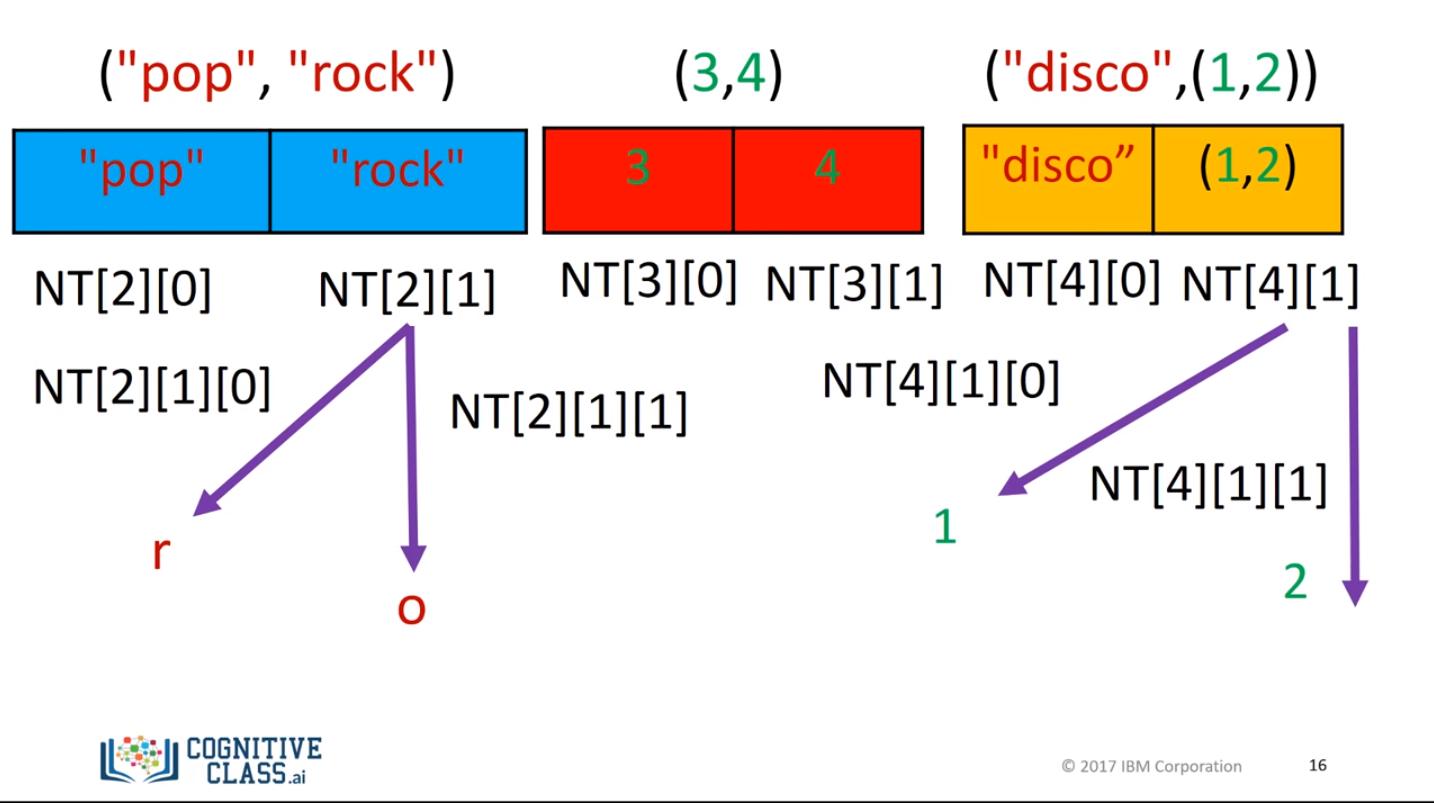 ("pop", "rock") (3,4) ("disco",(1,2))
"pop" "rock" 3 4 "disco” (1,2)
NT[2][0] NT[2][1] NT[3][0] NT[3][1] NT[4][0] NT[4][1]
NT[2][1][0] NT[2][1][1] NT[4][1][0]
NT[4][1][1]
r 1
o 2
COGNITIVE
CLASS.ai
© 2017 IBM Corporation 16